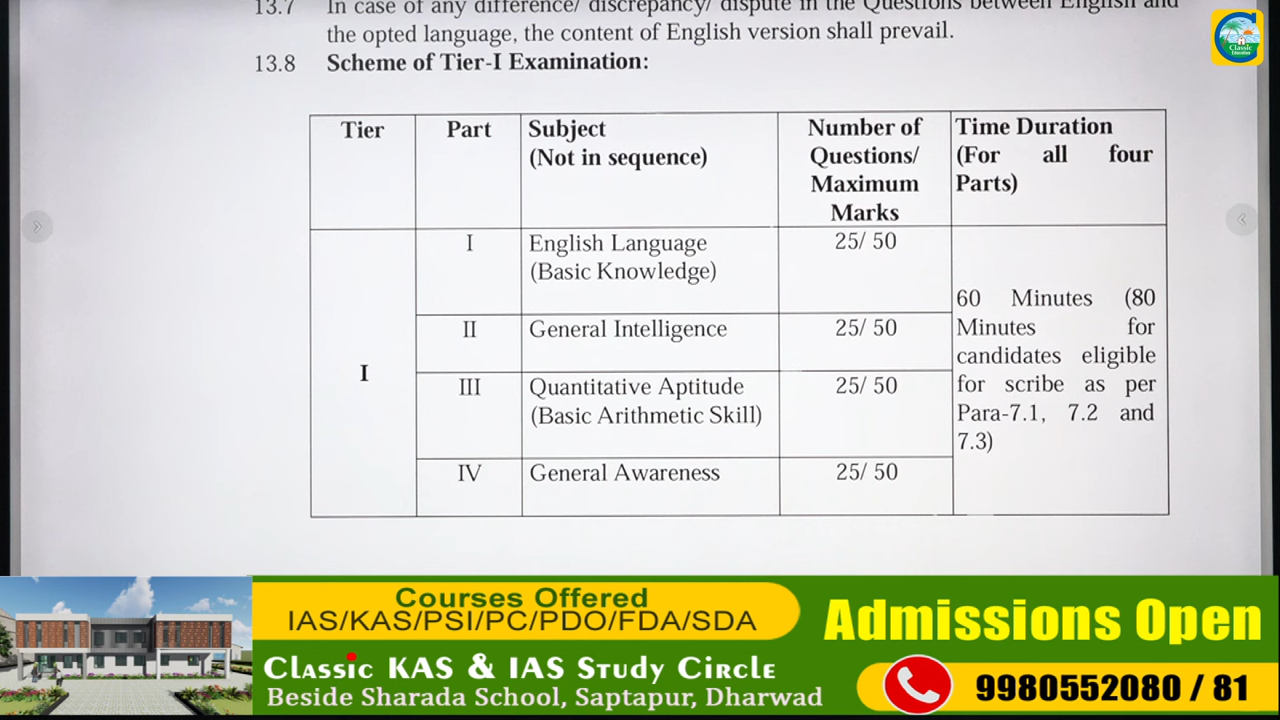 13.7 In case of any difference/ discrepancy/ dispute in the Questions between English and
the opted language, the content of English version shall prevail.
13.8 Scheme of Tier-I Examination:
Tier Part Subject (Not in sequence) Number of Questions/ Maximum Marks Time Duration (For all four Parts)
I
I English Language (Basic Knowledge) 25/ 50
II General Intelligence 25/ 50
III Quantitative Aptitude (Basic Arithmetic Skill) 25/ 50
IV General Awareness 25/ 50
60 Minutes (80
Minutes for
candidates eligible
for scribe as per
Para-7.1, 7.2 and
7.3)
Classic
Education
Courses Offered
IAS/KAS/PSI/PC/PDO/FDA/SDA
Classic KAS & IAS Study Circle
Beside Sharada School, Saptapur, Dharwad
Admissions Open
9980552080 / 81